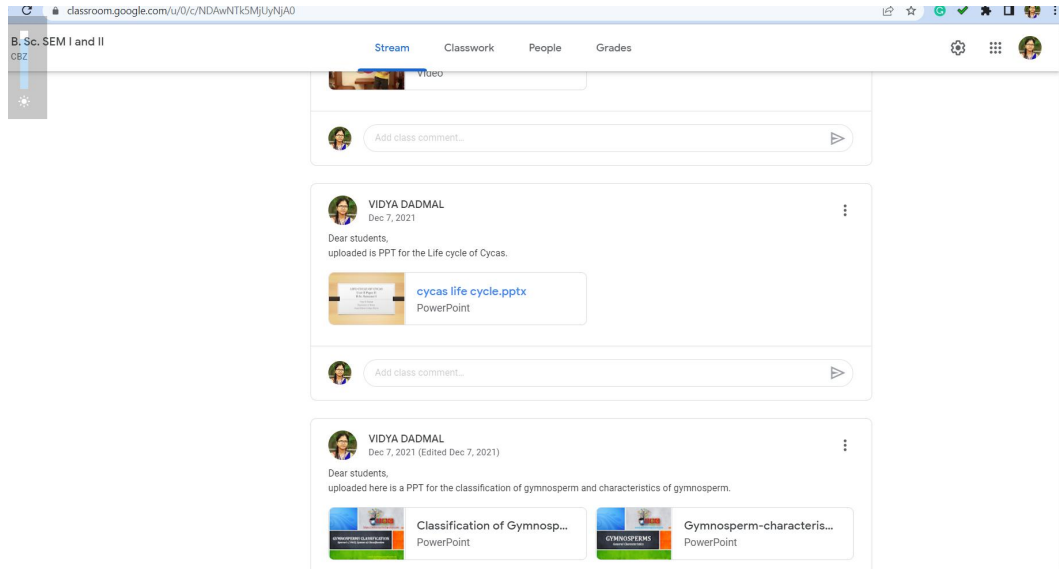 classroom.google.com/u/0/c/NDAwNTk5MjUyNjA0
B. Sc. SEM I and II
CBZ
Stream Classwork People Grades
Video
Add class comment...
VIDYA DADMAL
Dec 7, 2021
Dear students,
uploaded is PPT for the Life cycle of Cycas.
cycas life cycle.pptx
PowerPoint
Add class comment...
VIDYA DADMAL
Dec 7, 2021 (Edited Dec 7, 2021)
Dear students,
uploaded here is a PPT for the classification of gymnosperm and characteristics of gymnosperm.
Classification of Gymnosp...
PowerPoint
GYMNOSPERMS CLASSIFICATION
Gymnosperm-characteris...
PowerPoint
GYMNOSPERMS